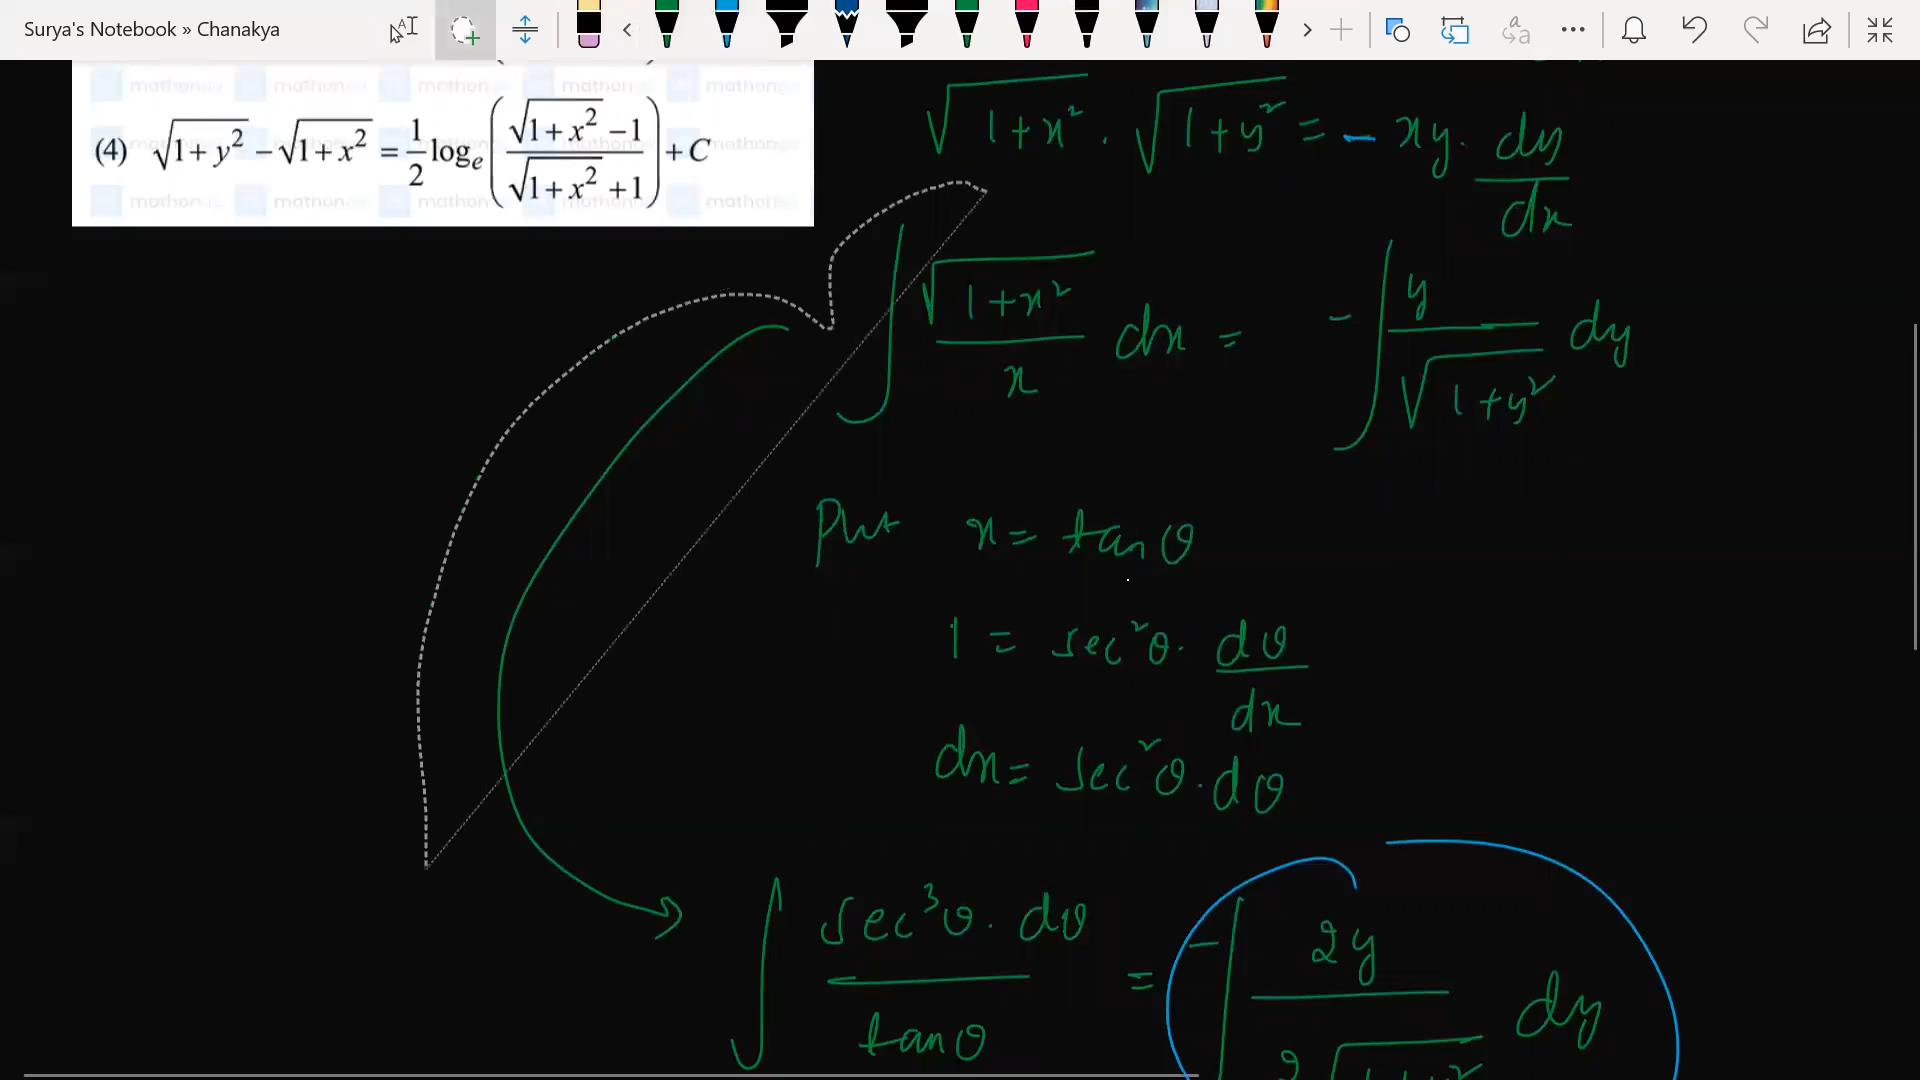 Surya's Notebook » Chanakya
(4) √(1+y²) − √(1+x²) = 1/2 logₑ ((√(1+x²) −1)/(√(1+x²) +1)) + C
√(1+x²) · √(1+y²) = − xy · dy/dx
∫ √(1+x²)/x dx = − ∫ y/√(1+y²) dy
Put x = tan θ
1 = sec²θ · dθ/dx
dx = sec²θ · dθ
∫ sec³θ · dθ / tan θ = − ∫ 2y / 2√(1+y²) dy